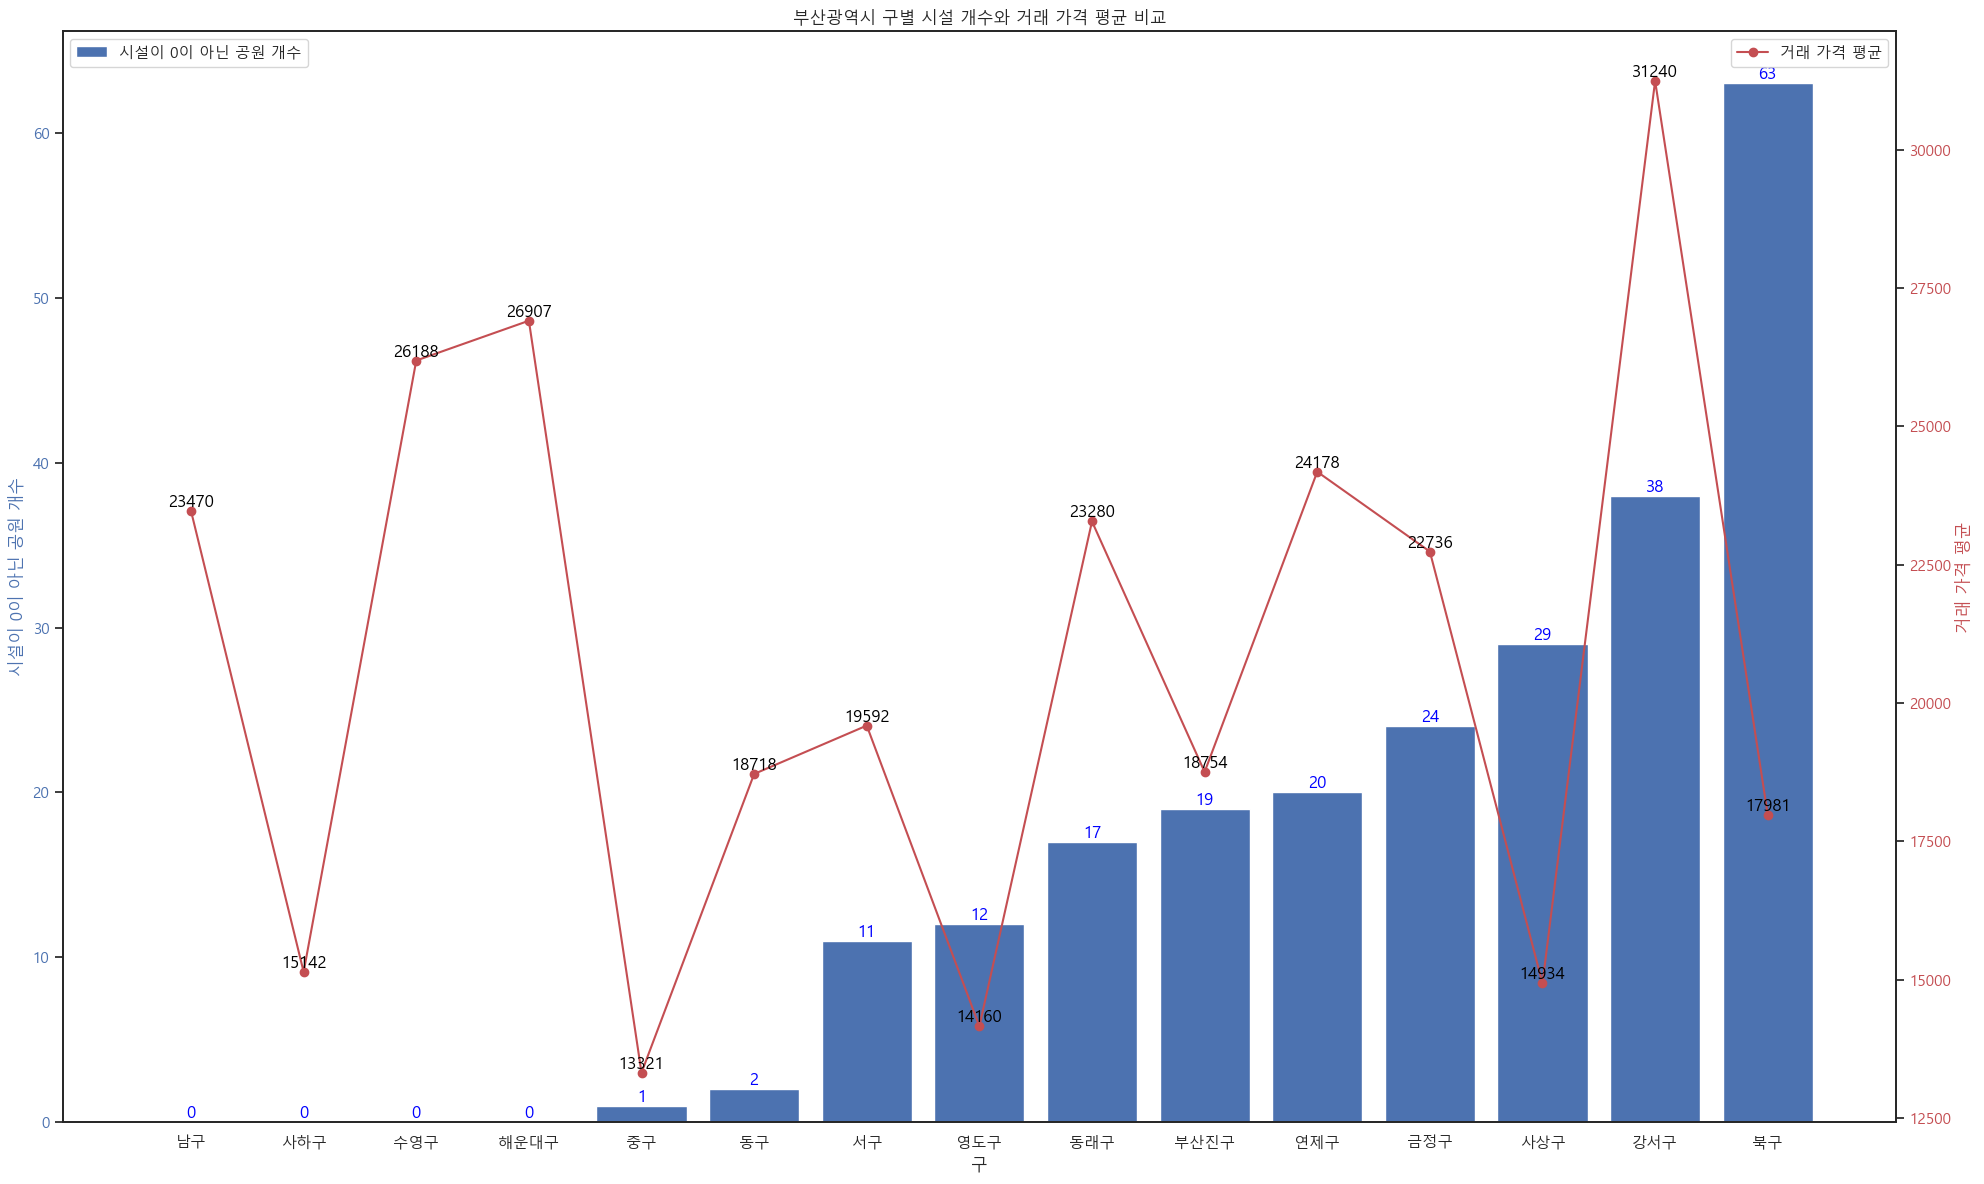 부산광역시 구별 시설 개수와 거래 가격 평균 비교
시설이 0이 아닌 공원 개수
거래 가격 평균
시설이 0이 아닌 공원 개수
60
50
40
30
20
10
0
거래 가격 평균
30000
27500
25000
22500
20000
17500
15000
12500
23470
15142
26188
26907
13321
18718
19592
14160
23280
18754
24178
22736
14934
31240
17981
0
0
0
0
1
2
11
12
17
19
20
24
29
38
63
남구
사하구
수영구
해운대구
중구
동구
서구
영도구
동래구
부산진구
연제구
금정구
사상구
강서구
북구
구